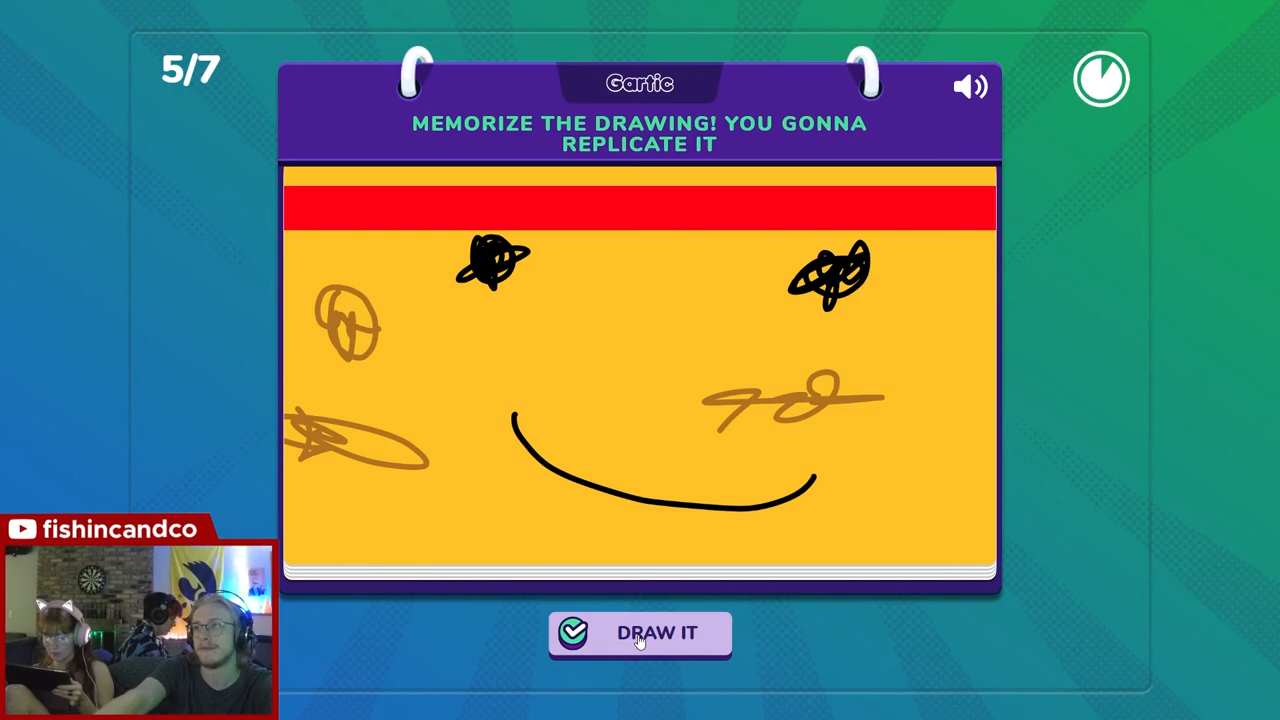 5/7
Gartic
MEMORIZE THE DRAWING! YOU GONNA
REPLICATE IT
fishincandco
DRAW IT